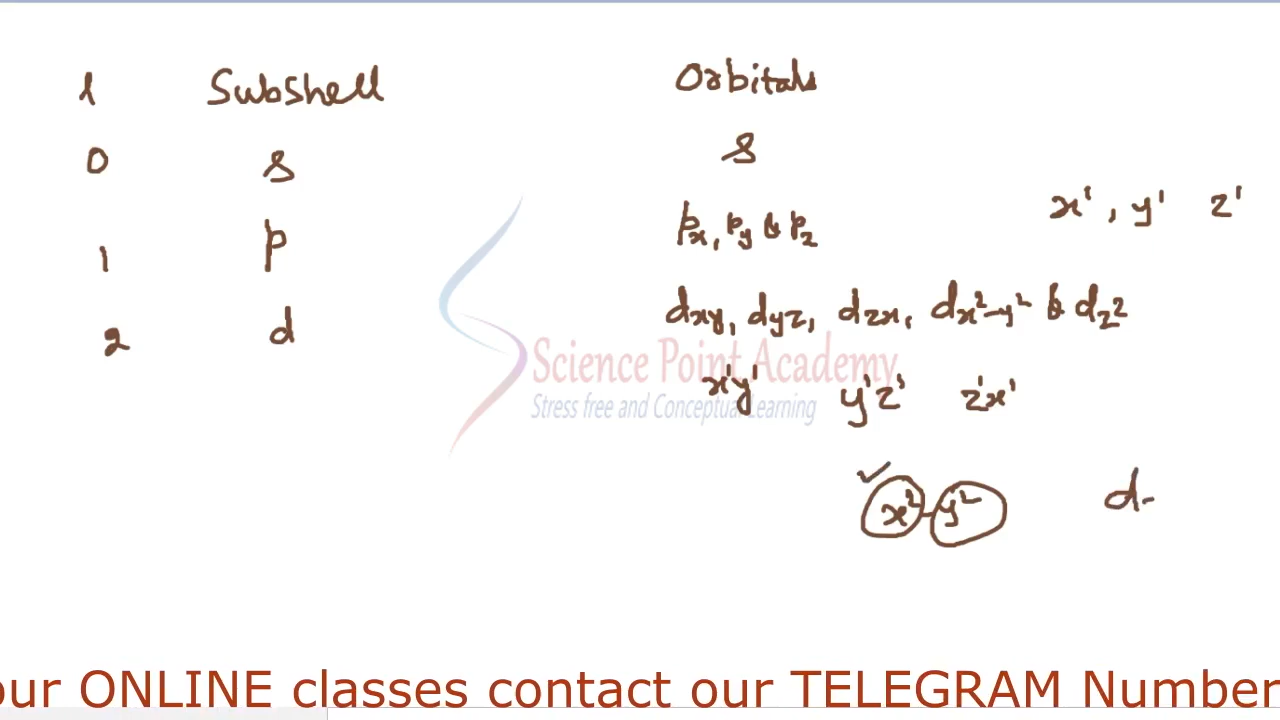 l Subshell Orbitals
0 s s
1 p px, py & pz x¹, y¹ z¹
2 d dxy, dyz, dzx, dx²-y² & dz²
Science Point Academy
x¹y¹ y¹z¹ z¹x¹
Stress free and Conceptual Learning
x²-y² d
our ONLINE classes contact our TELEGRAM Number